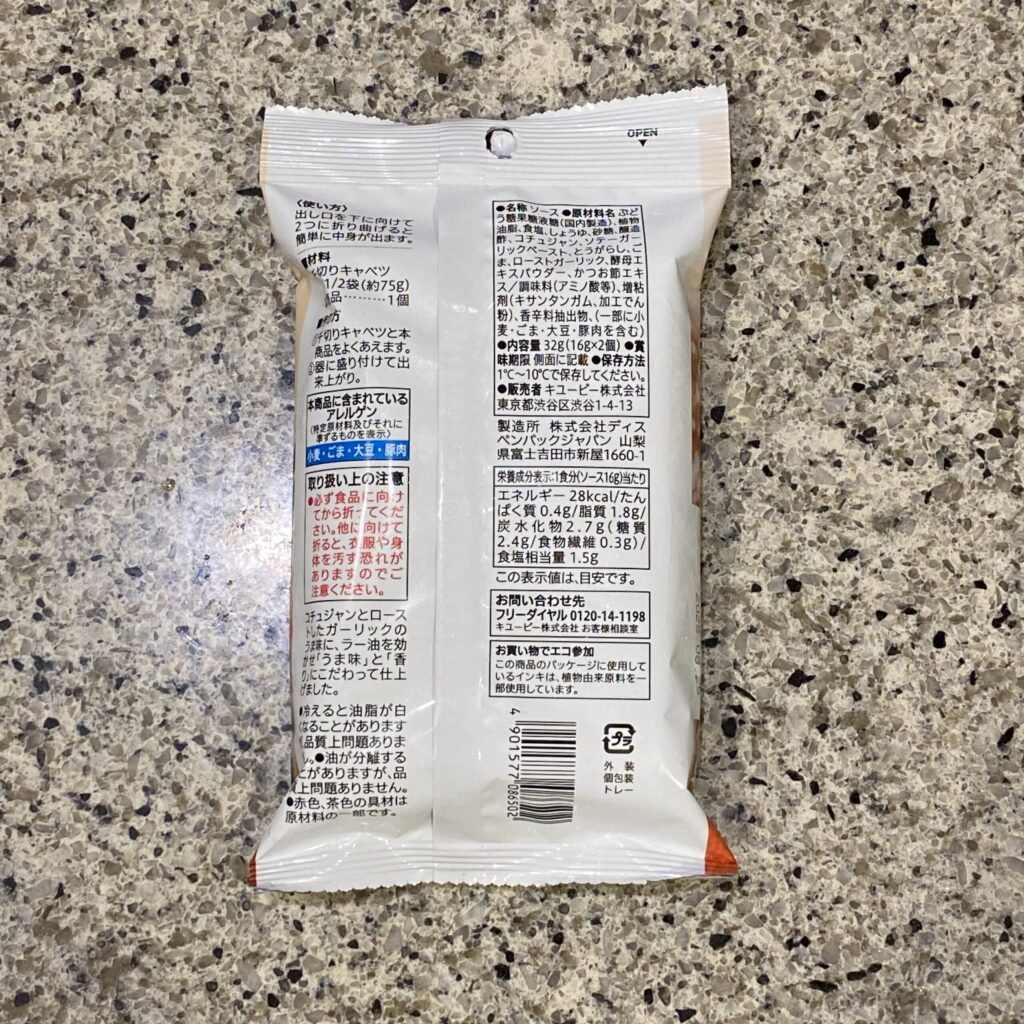 OPEN
〈使い方〉
出し口を下に向けて
2つに折り曲げると
簡単に中身が出ます。
材料
切りキャベツ
1/2袋(約75g)
品………1個
方
切りキャベツと本
商品をよくあえます。
②器に盛り付けて出
来上がり。
本商品に含まれている
アレルゲン
(特定原材料及びそれに
準ずるものを表示)
小麦・ごま・大豆・豚肉
取り扱い上の注意
●必ず食品に向け
てから折ってくだ
さい。他に向けて
折ると、衣服や身
体を汚す恐れが
ありますのでご
注意ください。
コチュジャンとロース
トしたガーリックの
うま味に、ラー油を効
かせ「うま味」と「香
り」にこだわって仕上
げました。
●冷えると油脂が白
くなることがあります
品質上問題ありま
ん。●油が分離する
とがありますが、品
質上問題ありません。
●赤色、茶色の具材は
原材料の一部です。
●名称 ソース ●原材料名 ぶど
う糖果糖液糖(国内製造)、植物
油脂、食塩、しょうゆ、砂糖、醸造
酢、コチュジャン、ソテーガー
リックペースト、とうがらし、ご
ま、ローストガーリック、酵母エ
キスパウダー、かつお節エキ
ス/調味料(アミノ酸等)、増粘
剤(キサンタンガム、加工でん
粉)、香辛料抽出物、(一部に小
麦・ごま・大豆・豚肉を含む)
●内容量 32g(16g×2個) ●賞
味期限 側面に記載 ●保存方法
1℃~10℃で保存してください。
●販売者 キユーピー株式会社
東京都渋谷区渋谷1-4-13
製造所 株式会社ディス
ペンパックジャパン 山梨
県富士吉田市新屋1660-1
栄養成分表示:1食分(ソース16g)当たり
エネルギー 28kcal/たん
ぱく質 0.4g/脂質 1.8g/
炭水化物 2.7g(糖質
2.4g/食物繊維 0.3g)/
食塩相当量 1.5g
この表示値は、目安です。
お問い合わせ先
フリーダイヤル 0120-14-1198
キユーピー株式会社 お客様相談室
お買い物でエコ参加
この商品のパッケージに使用して
いるインキは、植物由来原料を一
部使用しています。
4 901577 086502
プラ
外装
個包装
トレー